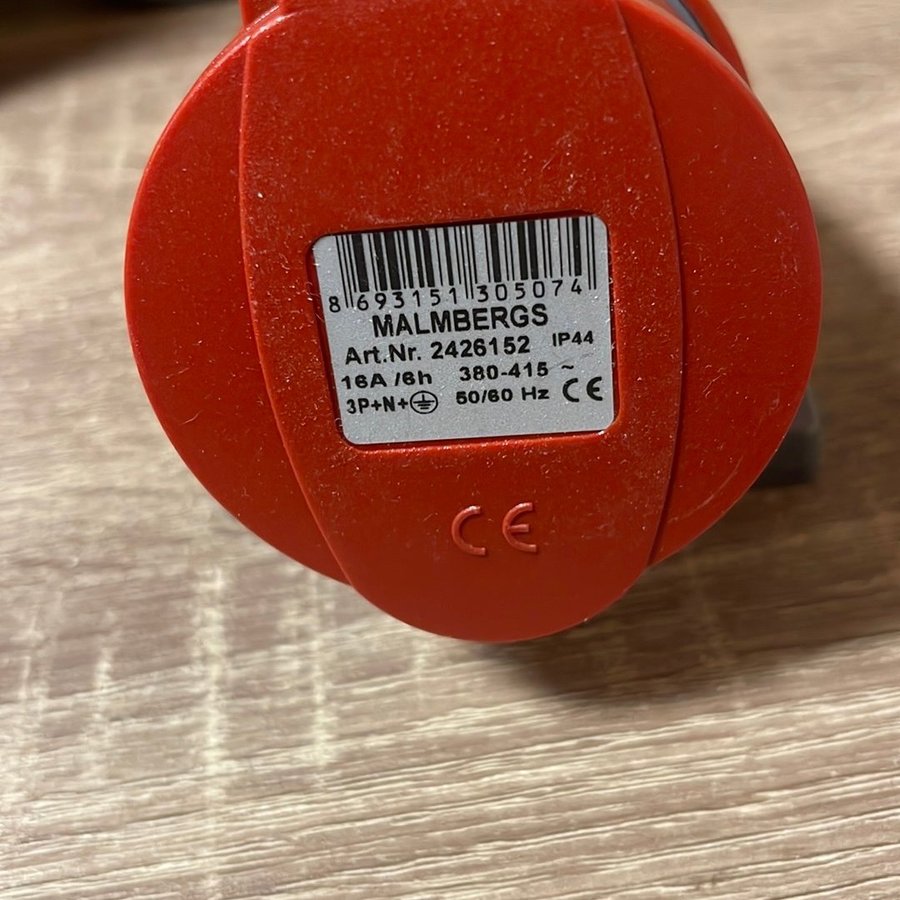 8 693151 305074
MALMBERGS
Art.Nr. 2426152 IP44
16A /6h 380-415 ~
3P+N+⏚ 50/60 Hz CE
CE